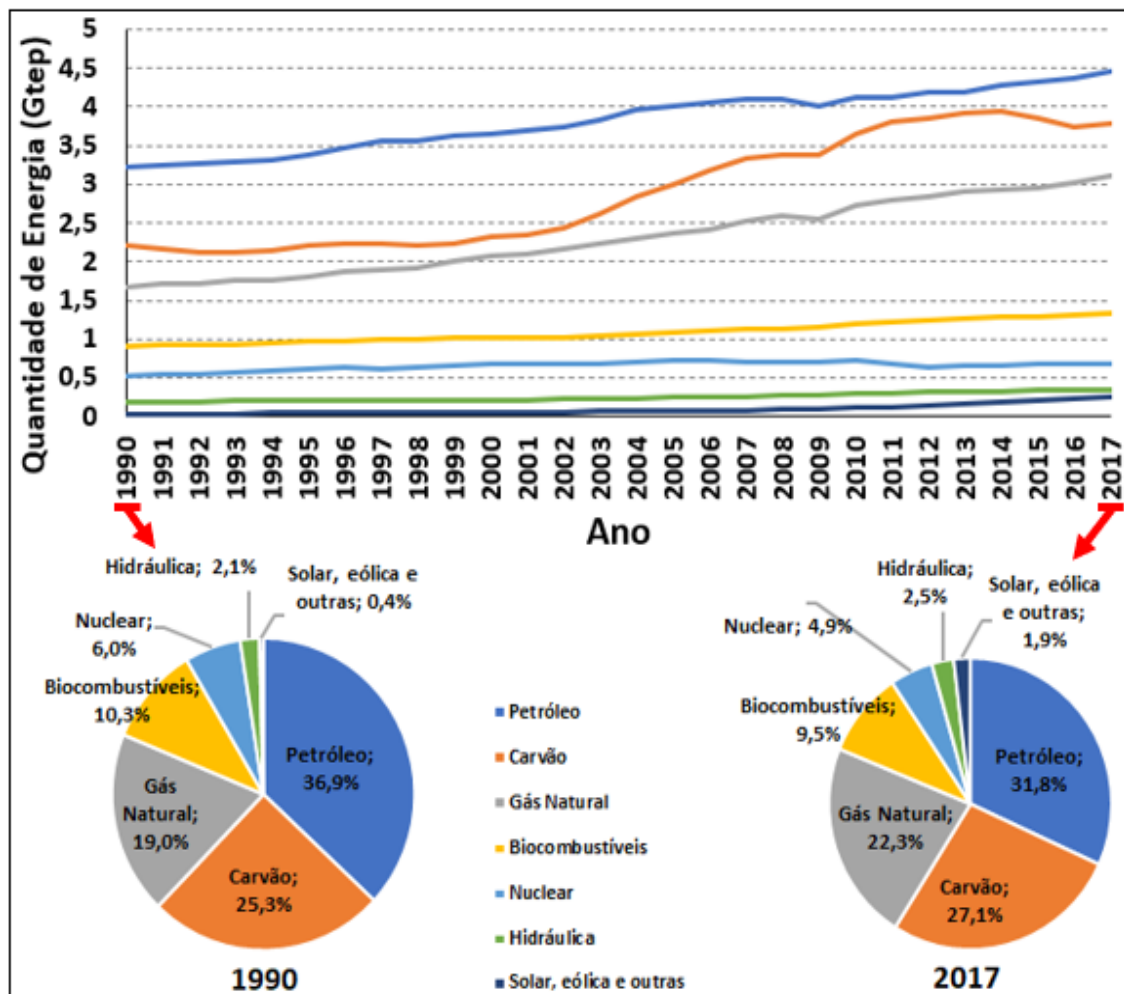 Quantidade de Energia (Gtep)
5
4,5
4
3,5
3
2,5
2
1,5
1
0,5
0
1990
1991
1992
1993
1994
1995
1996
1997
1998
1999
2000
2001
2002
2003
2004
2005
2006
2007
2008
2009
2010
2011
2012
2013
2014
2015
2016
2017
Ano
Hidráulica; 2,1%
Solar, eólica e
outras; 0,4%
Nuclear;
6,0%
Biocombustíveis;
10,3%
Gás
Natural;
19,0%
Petróleo;
36,9%
Carvão;
25,3%
1990
Petróleo
Carvão
Gás Natural
Biocombustíveis
Nuclear
Hidráulica
Solar, eólica e outras
Hidráulica;
2,5%
Solar, eólica
e outras;
1,9%
Nuclear; 4,9%
Biocombustíveis;
9,5%
Petróleo;
31,8%
Gás Natural;
22,3%
Carvão;
27,1%
2017